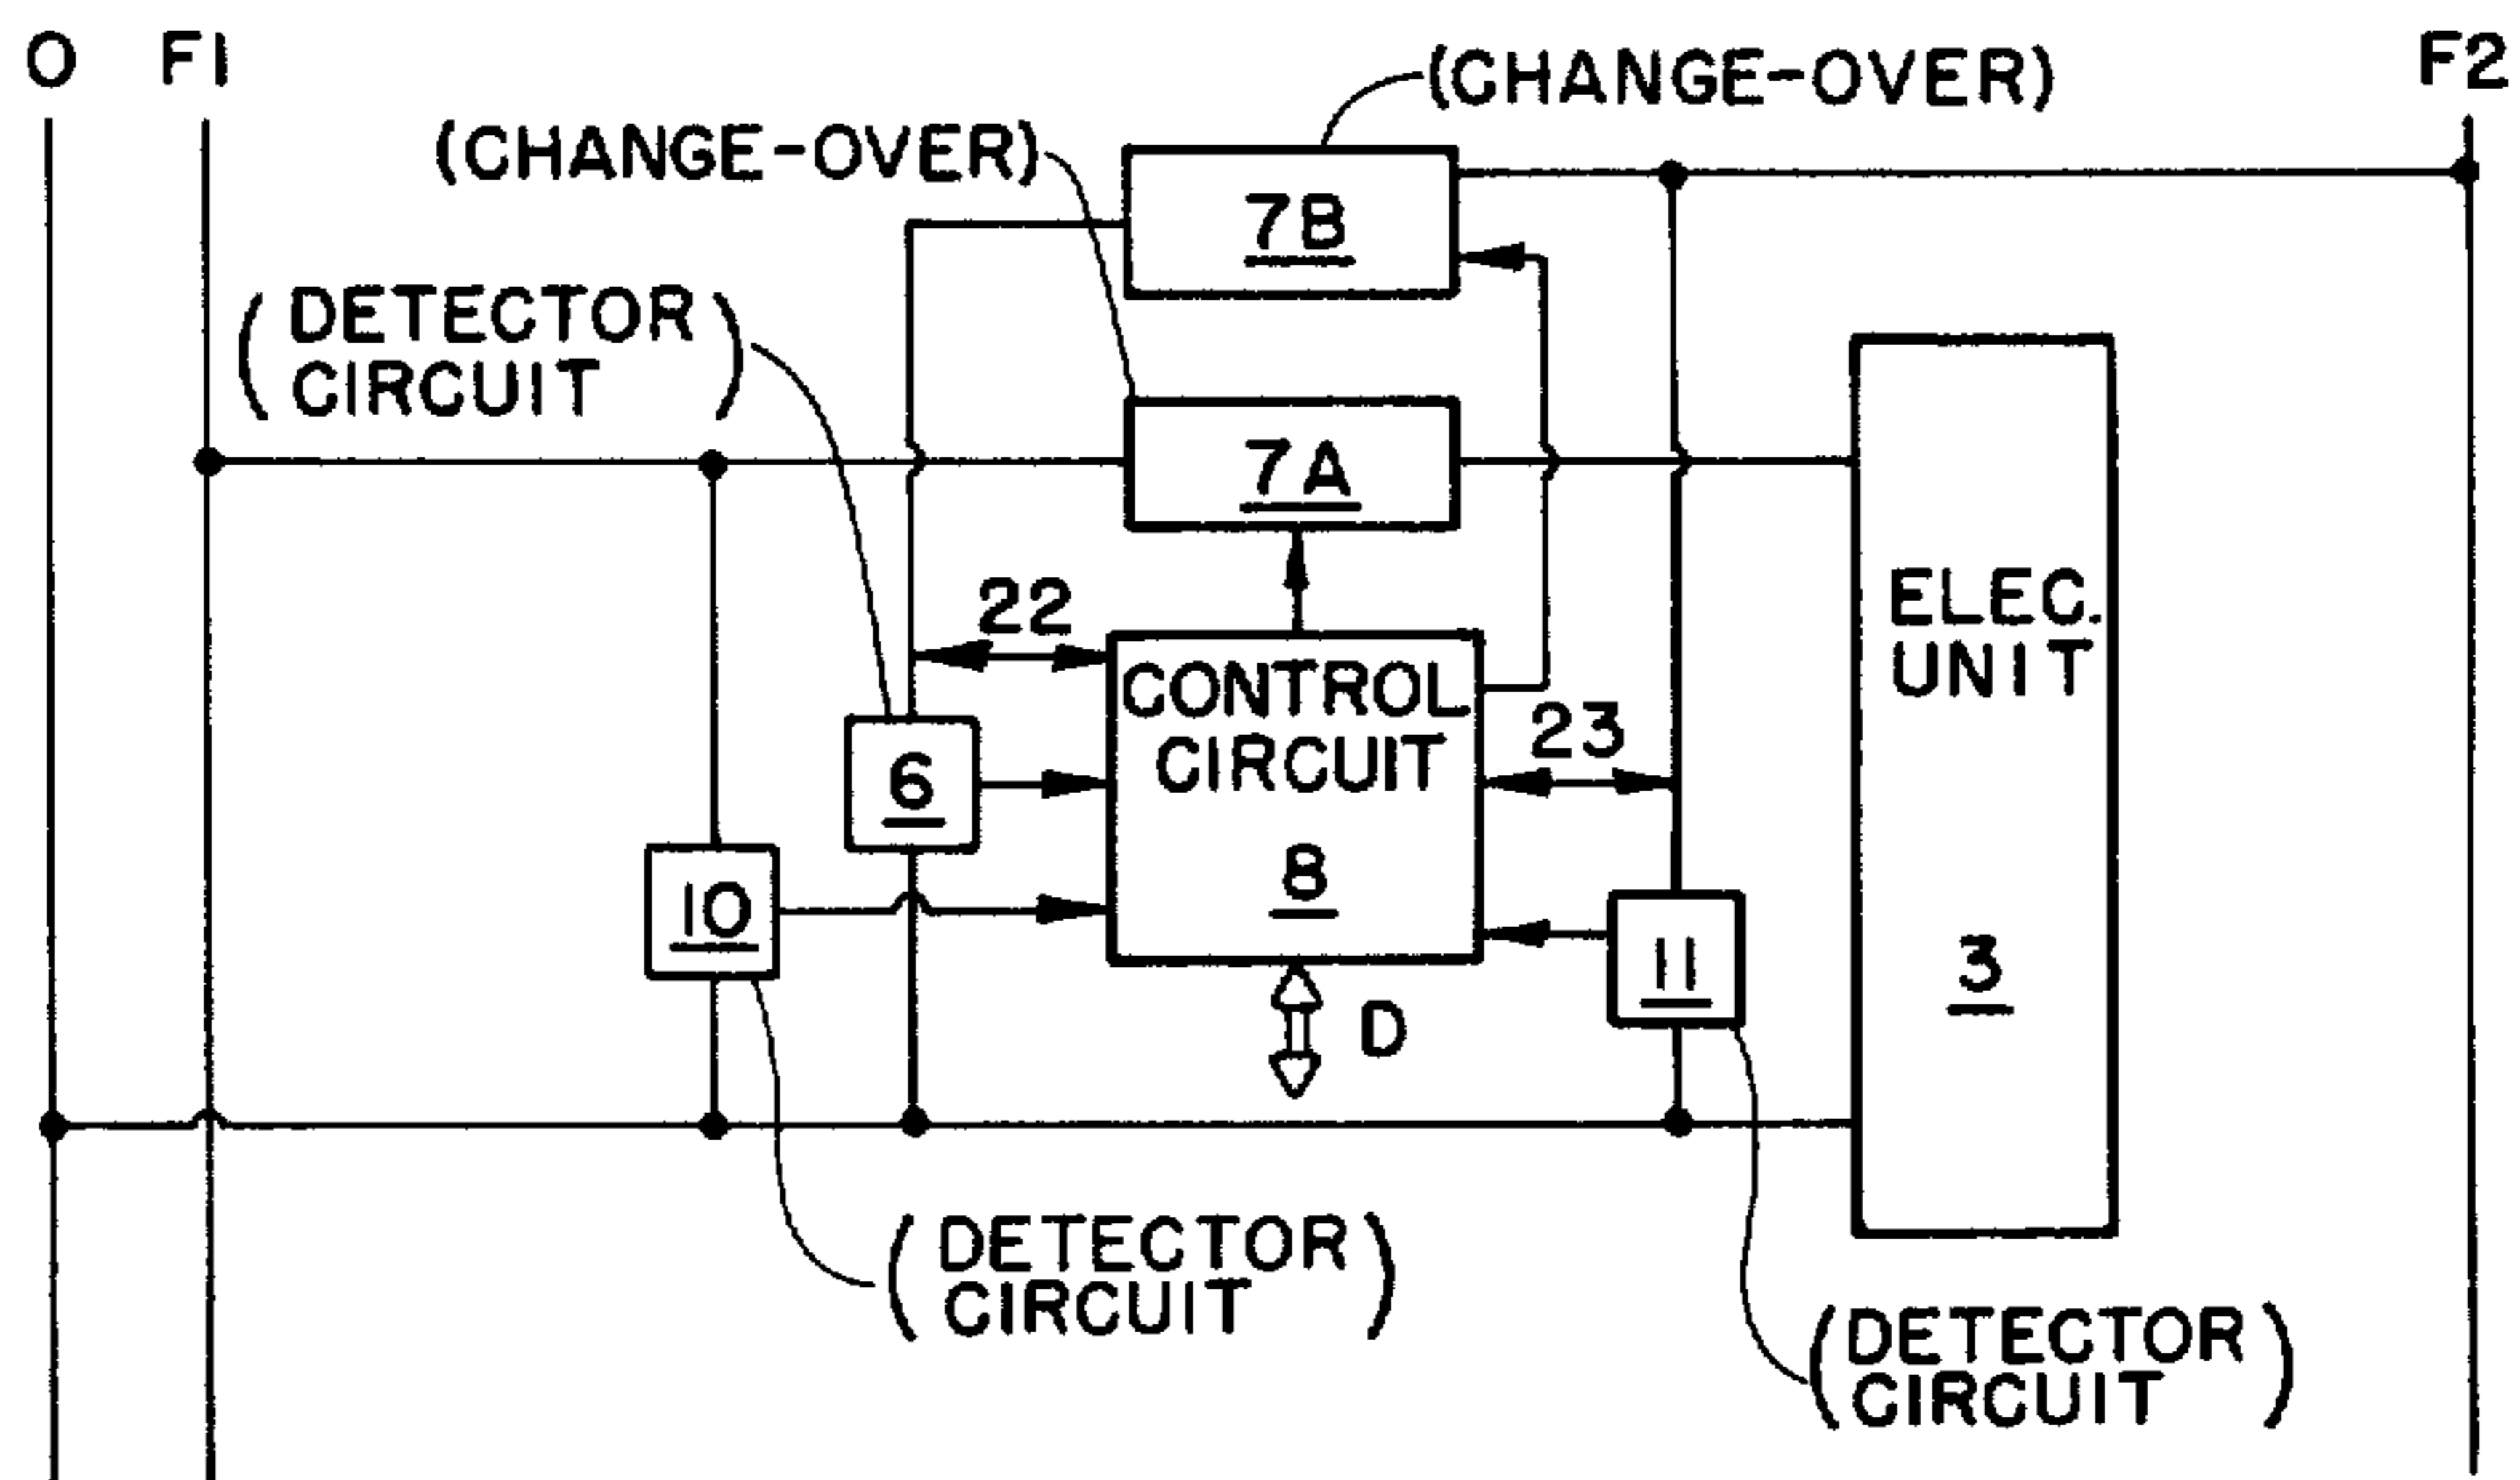 O F1 F2
(CHANGE-OVER)
(CHANGE-OVER)
7B
(DETECTOR
CIRCUIT)
7A
22
ELEC.
UNIT
CONTROL
CIRCUIT
23
6
8
10
11
3
D
(DETECTOR
CIRCUIT)
(DETECTOR
CIRCUIT)